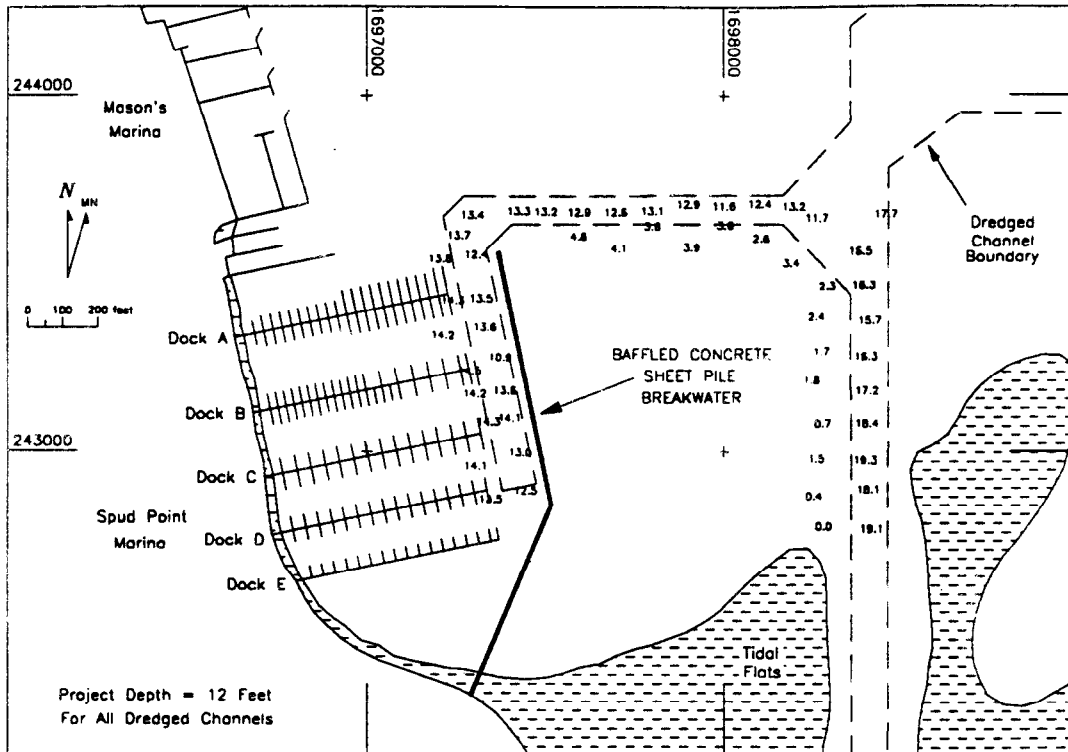 1697000
1698000
244000
Mason's
Marina
N
MN
0 100 200 feet
Dock A
Dock B
Dock C
Dock D
Dock E
243000
Spud Point
Marina
Project Depth = 12 Feet
For All Dredged Channels
BAFFLED CONCRETE
SHEET PILE
BREAKWATER
Dredged
Channel
Boundary
Tidal
Flats
13.4 13.3 13.2 12.9 12.6 13.1 12.9 11.6 12.4 13.2
11.7 17.7
13.7 4.8 4.1 3.9 2.6
12.4 3.4 16.5
13.8
2.3 16.3
13.5
2.4 15.7
14.2 13.6
1.7 16.3
10.9
14.2 13.8 17.2
14.3 14.1 0.7 18.4
13.0
14.1 1.5 19.3
13.5 12.5 0.4 18.1
0.0 19.1